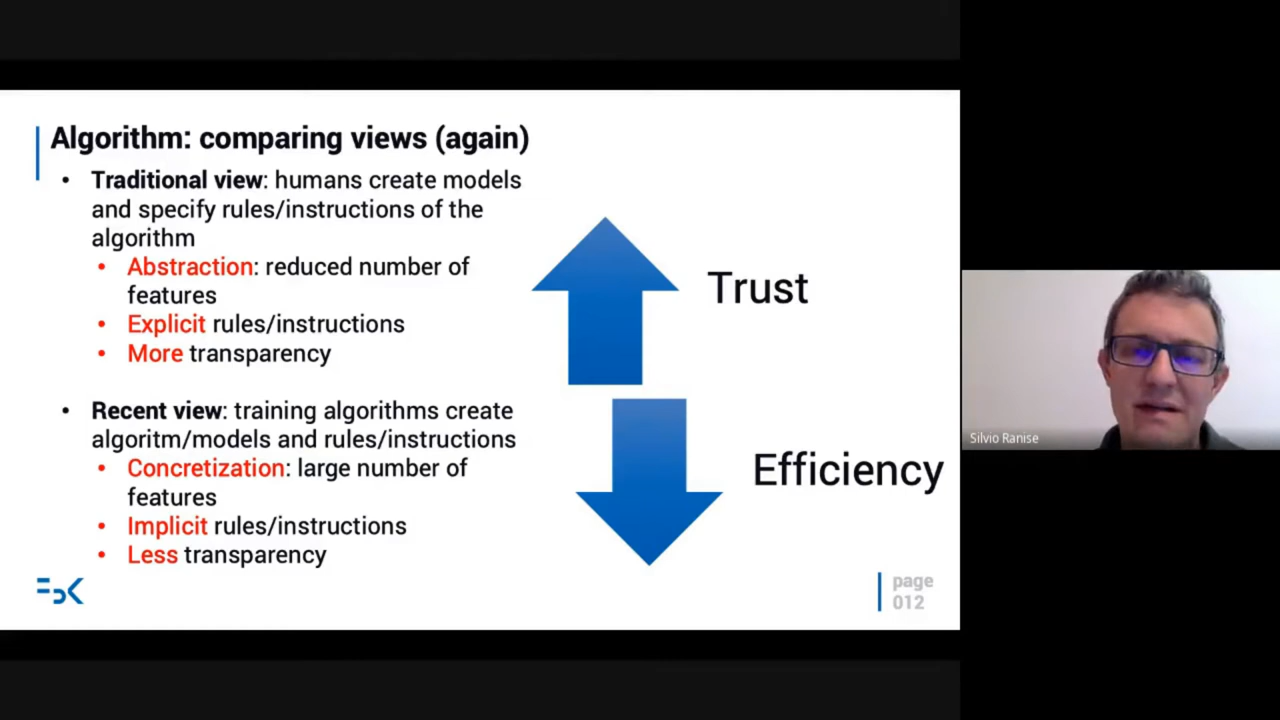 Algorithm: comparing views (again)
• Traditional view: humans create models
and specify rules/instructions of the
algorithm
• Abstraction: reduced number of
features
• Explicit rules/instructions
• More transparency
• Recent view: training algorithms create
algoritm/models and rules/instructions
• Concretization: large number of
features
• Implicit rules/instructions
• Less transparency
Trust
Efficiency
FBK
page
012
Silvio Ranise